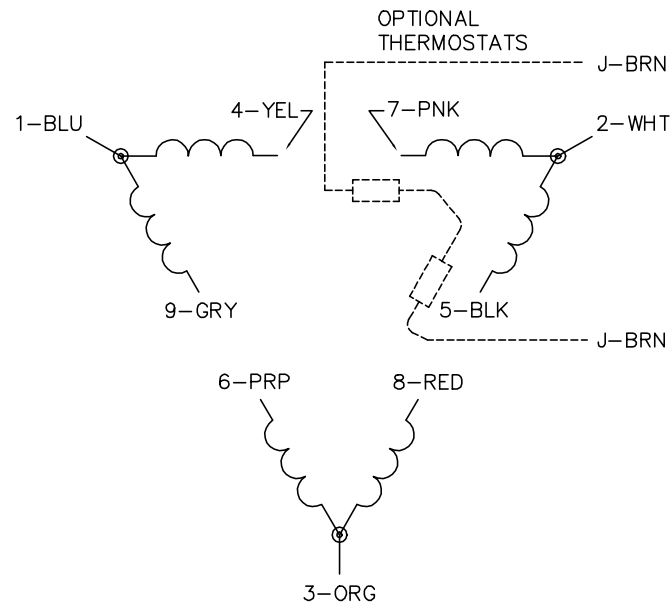 OPTIONAL
THERMOSTATS
J-BRN
4-YEL
7-PNK
1-BLU
2-WHT
9-GRY
5-BLK
J-BRN
6-PRP
8-RED
3-ORG